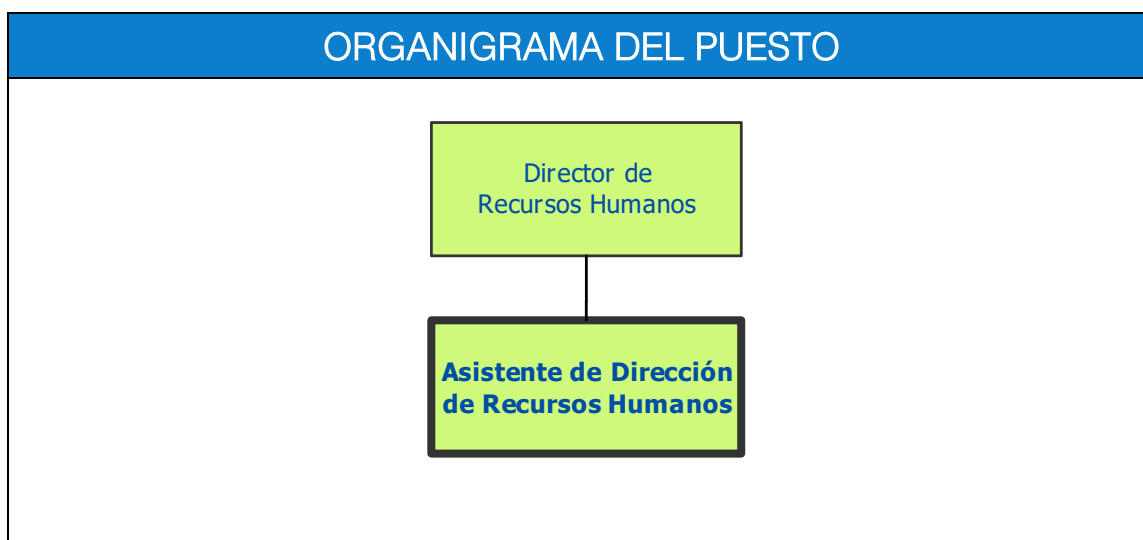 ORGANIGRAMA DEL PUESTO
Director de
Recursos Humanos
Asistente de Dirección
de Recursos Humanos